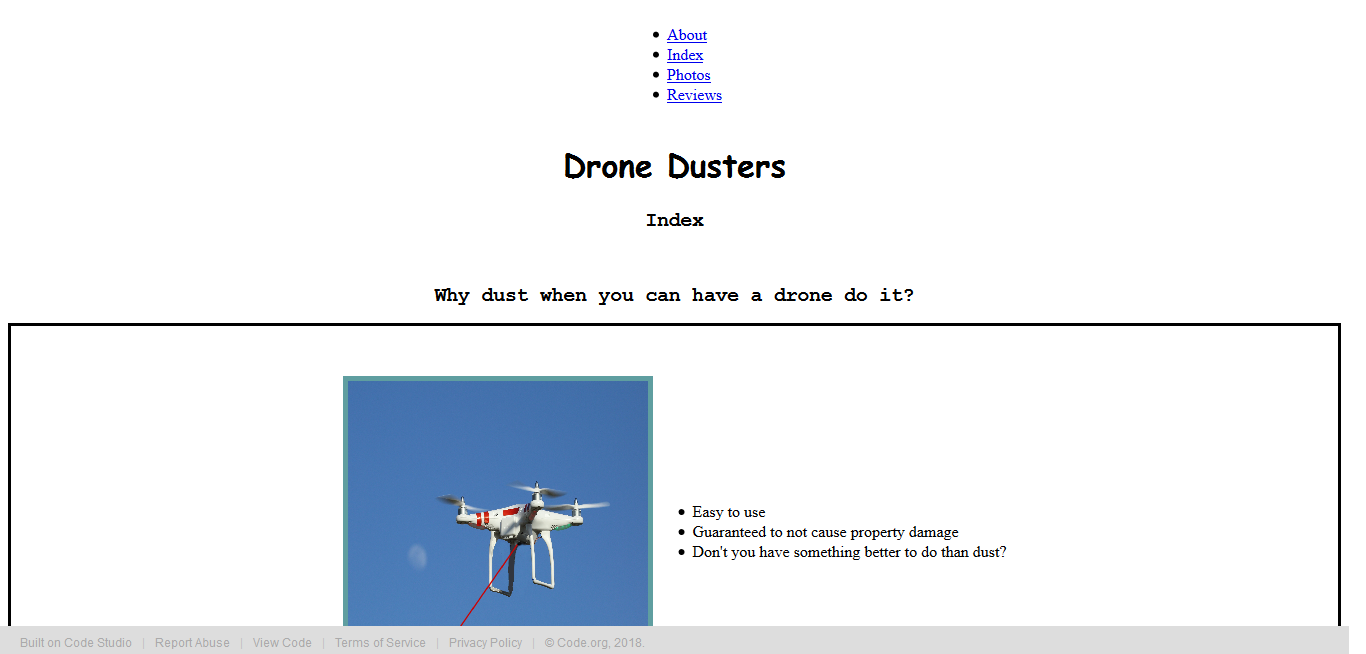 About
Index
Photos
Reviews
Drone Dusters
Index
Why dust when you can have a drone do it?
Easy to use
Guaranteed to not cause property damage
Don't you have something better to do than dust?
Built on Code Studio | Report Abuse | View Code | Terms of Service | Privacy Policy | © Code.org, 2018.